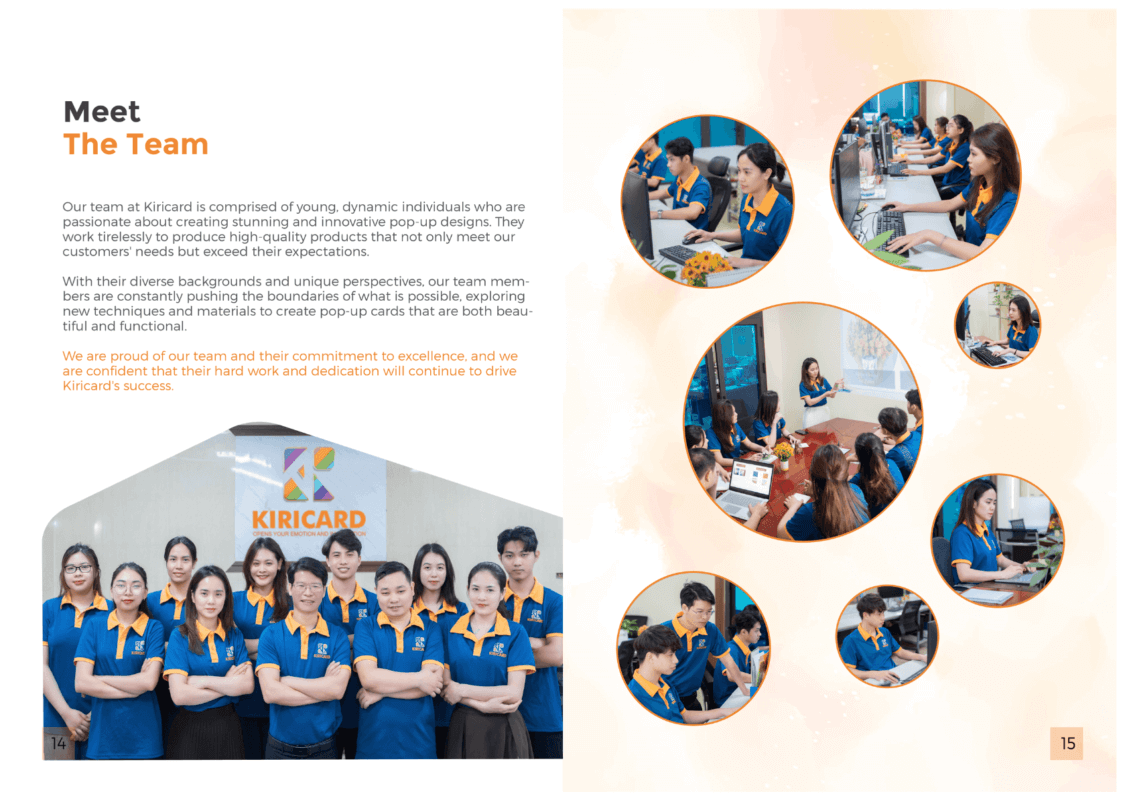 Meet
The Team
Our team at Kiricard is comprised of young, dynamic individuals who are
passionate about creating stunning and innovative pop-up designs. They
work tirelessly to produce high-quality products that not only meet our
customers' needs but exceed their expectations.
With their diverse backgrounds and unique perspectives, our team mem-
bers are constantly pushing the boundaries of what is possible, exploring
new techniques and materials to create pop-up cards that are both beau-
tiful and functional.
We are proud of our team and their commitment to excellence, and we
are confident that their hard work and dedication will continue to drive
Kiricard's success.
KIRICARD
OPENS YOUR EMOTION AND
14
15